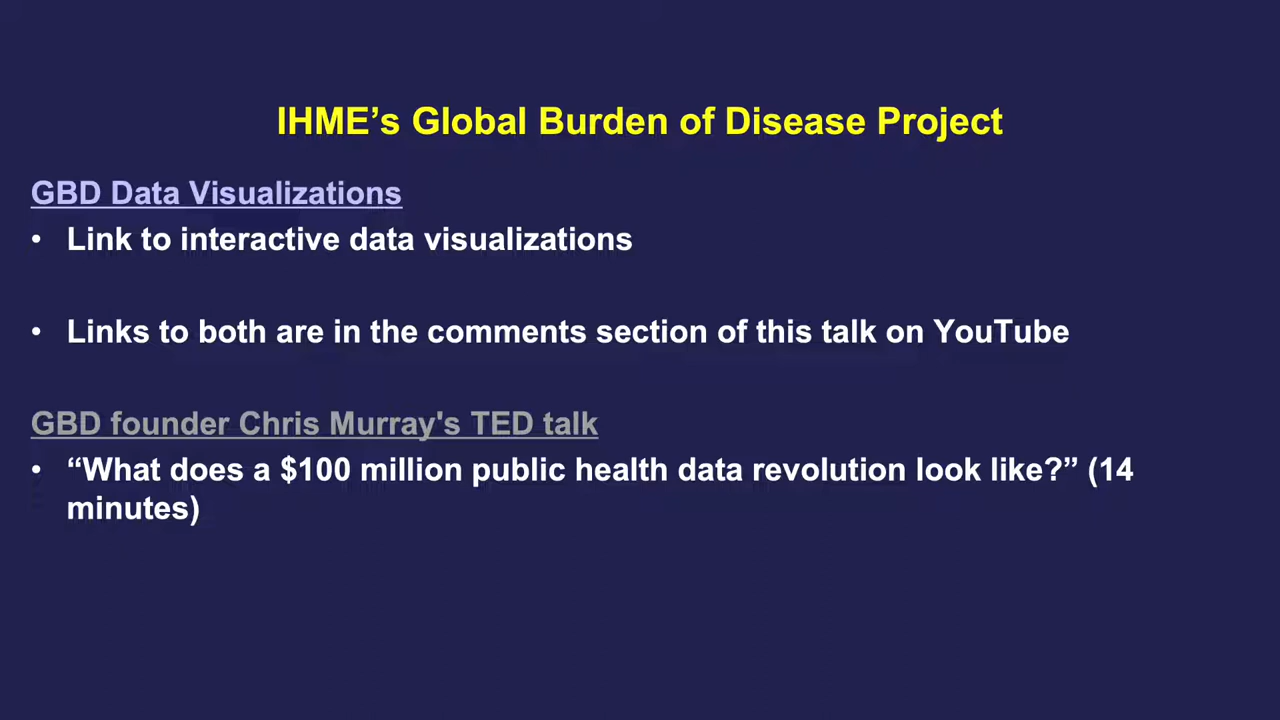 IHME’s Global Burden of Disease Project
GBD Data Visualizations
• Link to interactive data visualizations
• Links to both are in the comments section of this talk on YouTube
GBD founder Chris Murray's TED talk
• “What does a $100 million public health data revolution look like?” (14
minutes)